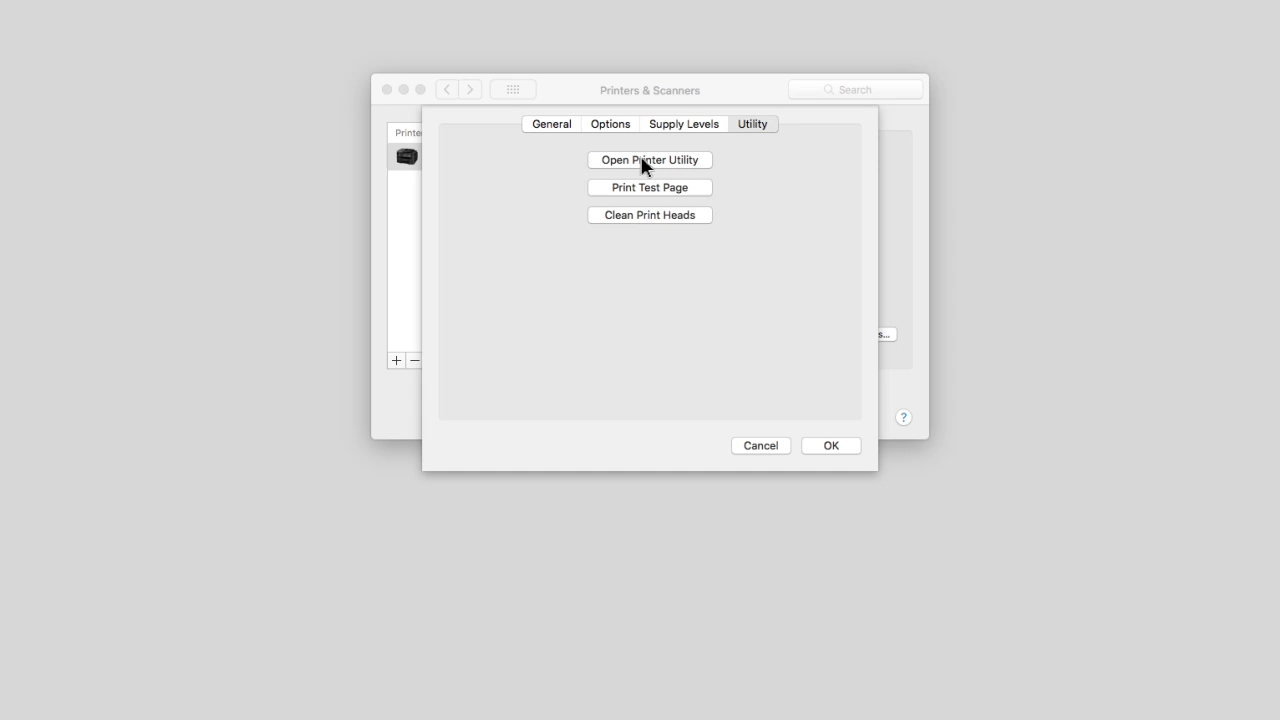 Printers & Scanners
Search
Printe
General Options Supply Levels Utility
Open Printer Utility
Print Test Page
Clean Print Heads
s...
+ −
?
Cancel OK